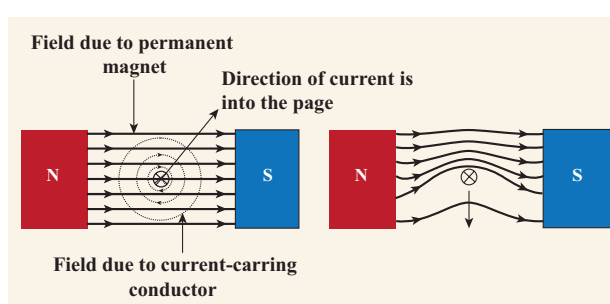 Field due to permanent
magnet
Direction of current is
into the page
N
S
N
S
Field due to current-carring
conductor